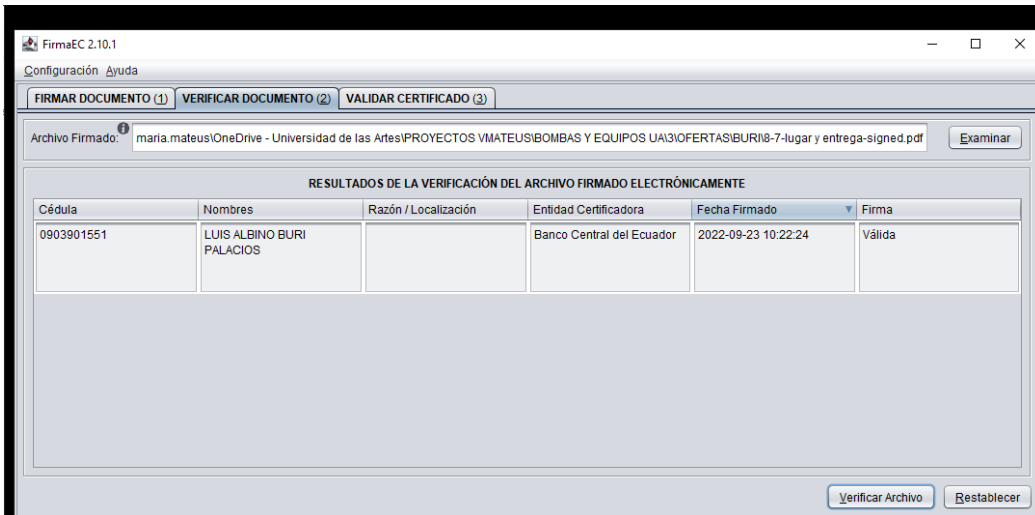 FirmaEC 2.10.1
Configuración Ayuda
FIRMAR DOCUMENTO (1) VERIFICAR DOCUMENTO (2) VALIDAR CERTIFICADO (3)
Archivo Firmado: maria.mateus\OneDrive - Universidad de las Artes\PROYECTOS VMATEUS\BOMBAS Y EQUIPOS UA\3\OFERTAS\BURI\8-7-lugar y entrega-signed.pdf Examinar
RESULTADOS DE LA VERIFICACIÓN DEL ARCHIVO FIRMADO ELECTRÓNICAMENTE
Cédula Nombres Razón / Localización Entidad Certificadora Fecha Firmado Firma
0903901551 LUIS ALBINO BURI Banco Central del Ecuador 2022-09-23 10:22:24 Válida
PALACIOS
Verificar Archivo Restablecer